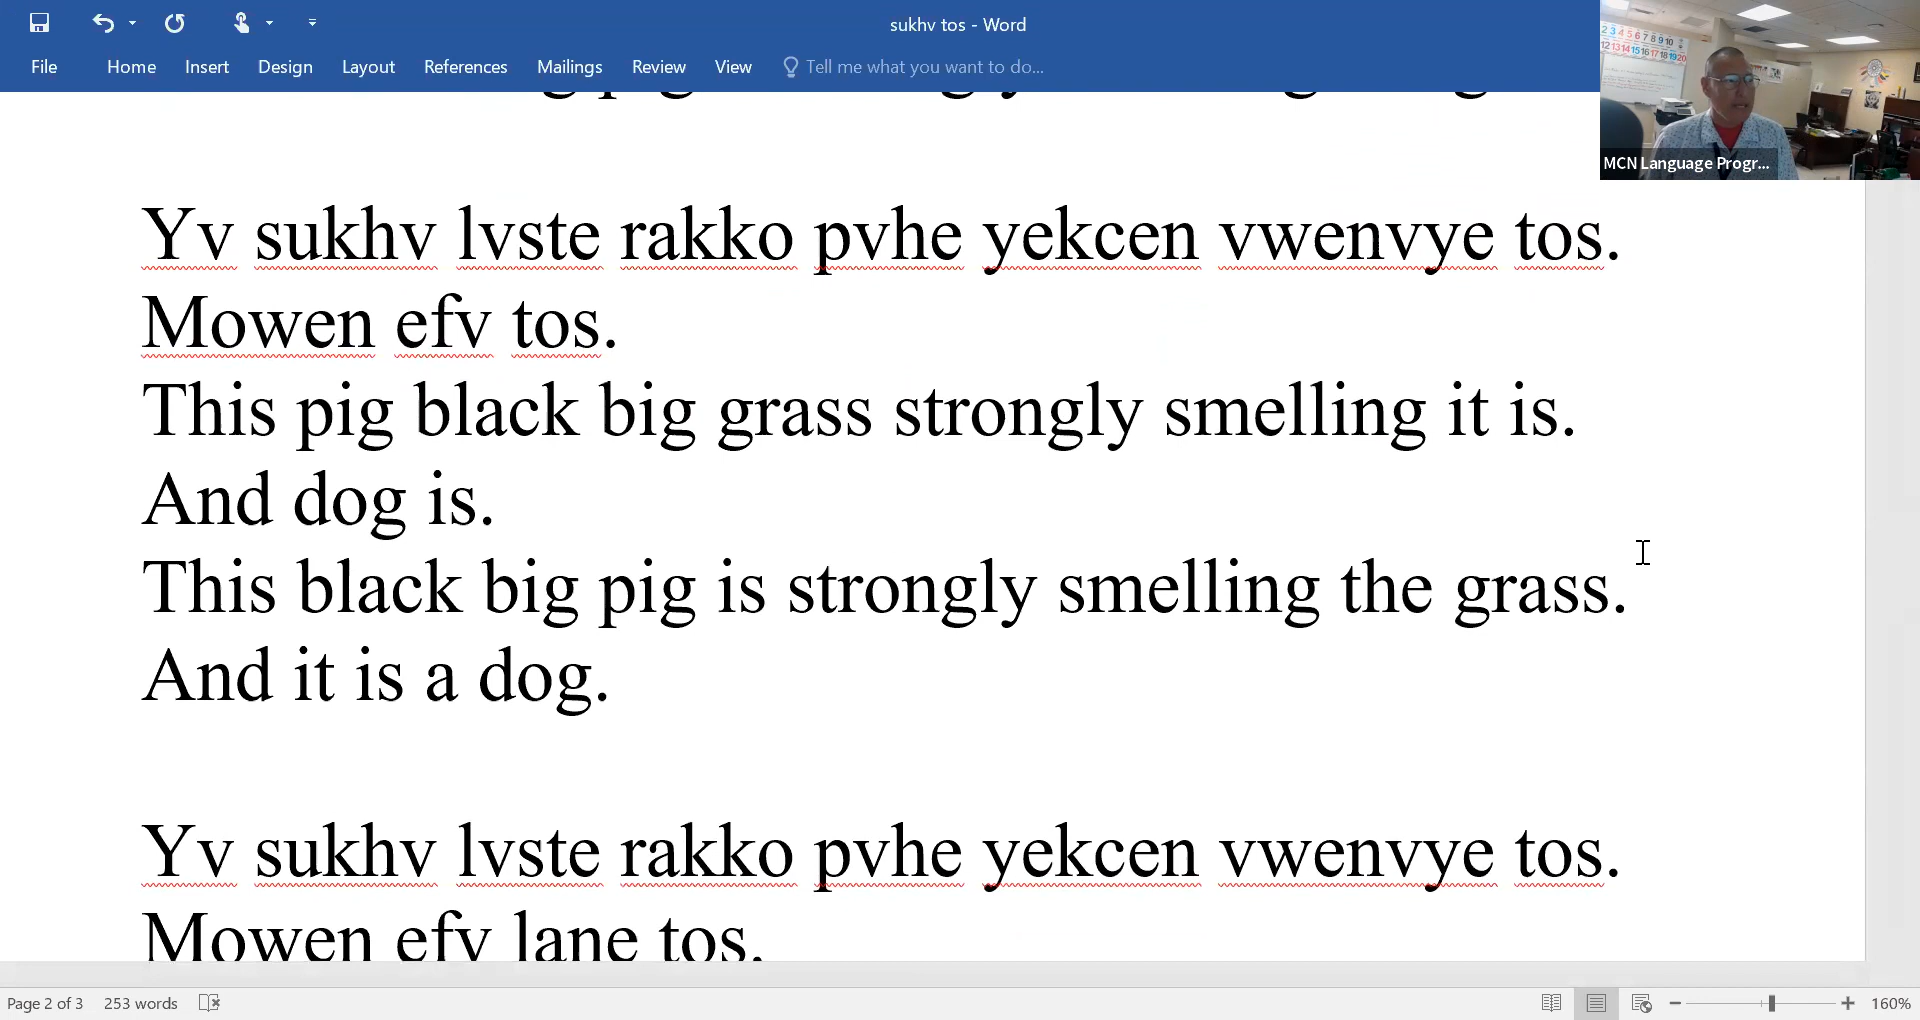 sukhv tos - Word
File Home Insert Design Layout References Mailings Review View Tell me what you want to do...
MCN Language Progr...
Yv sukhv lvste rakko pvhe yekcen vwenvye tos.
Mowen efv tos.
This pig black big grass strongly smelling it is.
And dog is.
This black big pig is strongly smelling the grass.
And it is a dog.
Yv sukhv lvste rakko pvhe yekcen vwenvye tos.
Mowen efv lane tos.
Page 2 of 3 253 words 160%